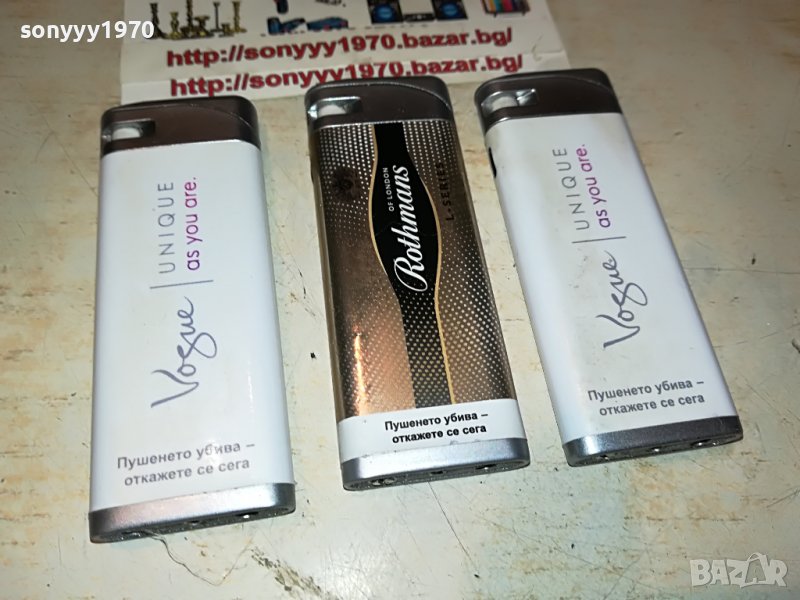 sonyyy1970
http://sonyyy1970.bazar.bg/
http://sonyyy1970.bazar.bg/
Vogue | UNIQUE
as you are.
Пушенето убива –
откажете се сега
OF LONDON
Rothmans
L-SERIES
Пушенето убива –
откажете се сега
Vogue | UNIQUE
as you are.
Пушенето убива –
откажете се сега
BAZAR